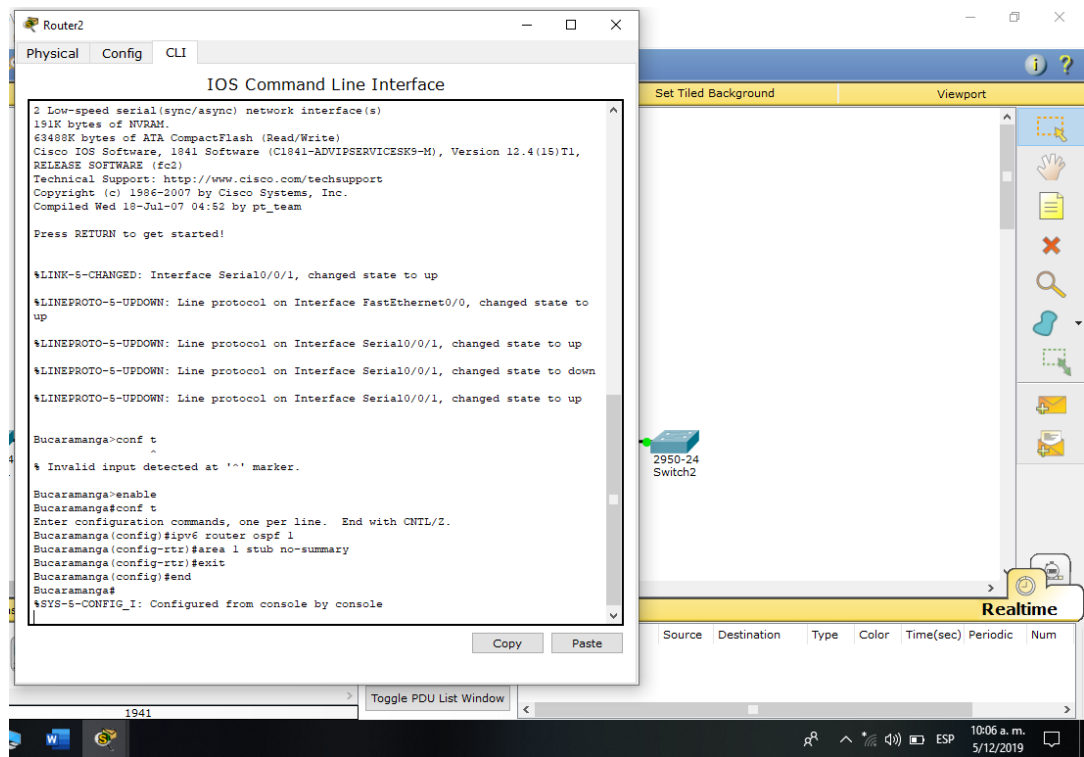 Router2
Physical Config CLI
IOS Command Line Interface
2 Low-speed serial(sync/async) network interface(s)
191K bytes of NVRAM.
63488K bytes of ATA CompactFlash (Read/Write)
Cisco IOS Software, 1841 Software (C1841-ADVIPSERVICESK9-M), Version 12.4(15)T1,
RELEASE SOFTWARE (fc2)
Technical Support: http://www.cisco.com/techsupport
Copyright (c) 1986-2007 by Cisco Systems, Inc.
Compiled Wed 18-Jul-07 04:52 by pt_team
Press RETURN to get started!
%LINK-5-CHANGED: Interface Serial0/0/1, changed state to up
%LINEPROTO-5-UPDOWN: Line protocol on Interface FastEthernet0/0, changed state to
up
%LINEPROTO-5-UPDOWN: Line protocol on Interface Serial0/0/1, changed state to up
%LINEPROTO-5-UPDOWN: Line protocol on Interface Serial0/0/1, changed state to down
%LINEPROTO-5-UPDOWN: Line protocol on Interface Serial0/0/1, changed state to up
Bucaramanga>conf t
^
% Invalid input detected at '^' marker.
Bucaramanga>enable
Bucaramanga#conf t
Enter configuration commands, one per line. End with CNTL/Z.
Bucaramanga(config)#ipv6 router ospf 1
Bucaramanga(config-rtr)#area 1 stub no-summary
Bucaramanga(config-rtr)#exit
Bucaramanga(config)#end
Bucaramanga#
%SYS-5-CONFIG_I: Configured from console by console
Copy Paste
Set Tiled Background Viewport
2950-24
Switch2
Realtime
Source Destination Type Color Time(sec) Periodic Num
Toggle PDU List Window
1941
ESP
10:06 a. m.
5/12/2019